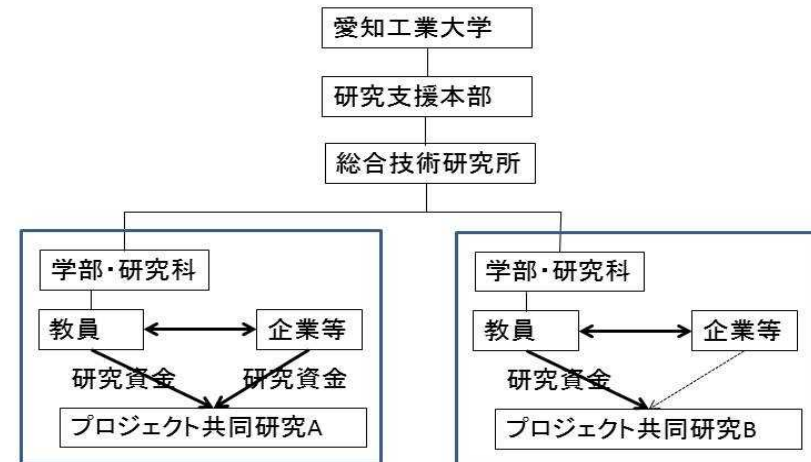 愛知工業大学
研究支援本部
総合技術研究所
学部・研究科
教員
企業等
研究資金
研究資金
プロジェクト共同研究A
学部・研究科
教員
企業等
研究資金
プロジェクト共同研究B